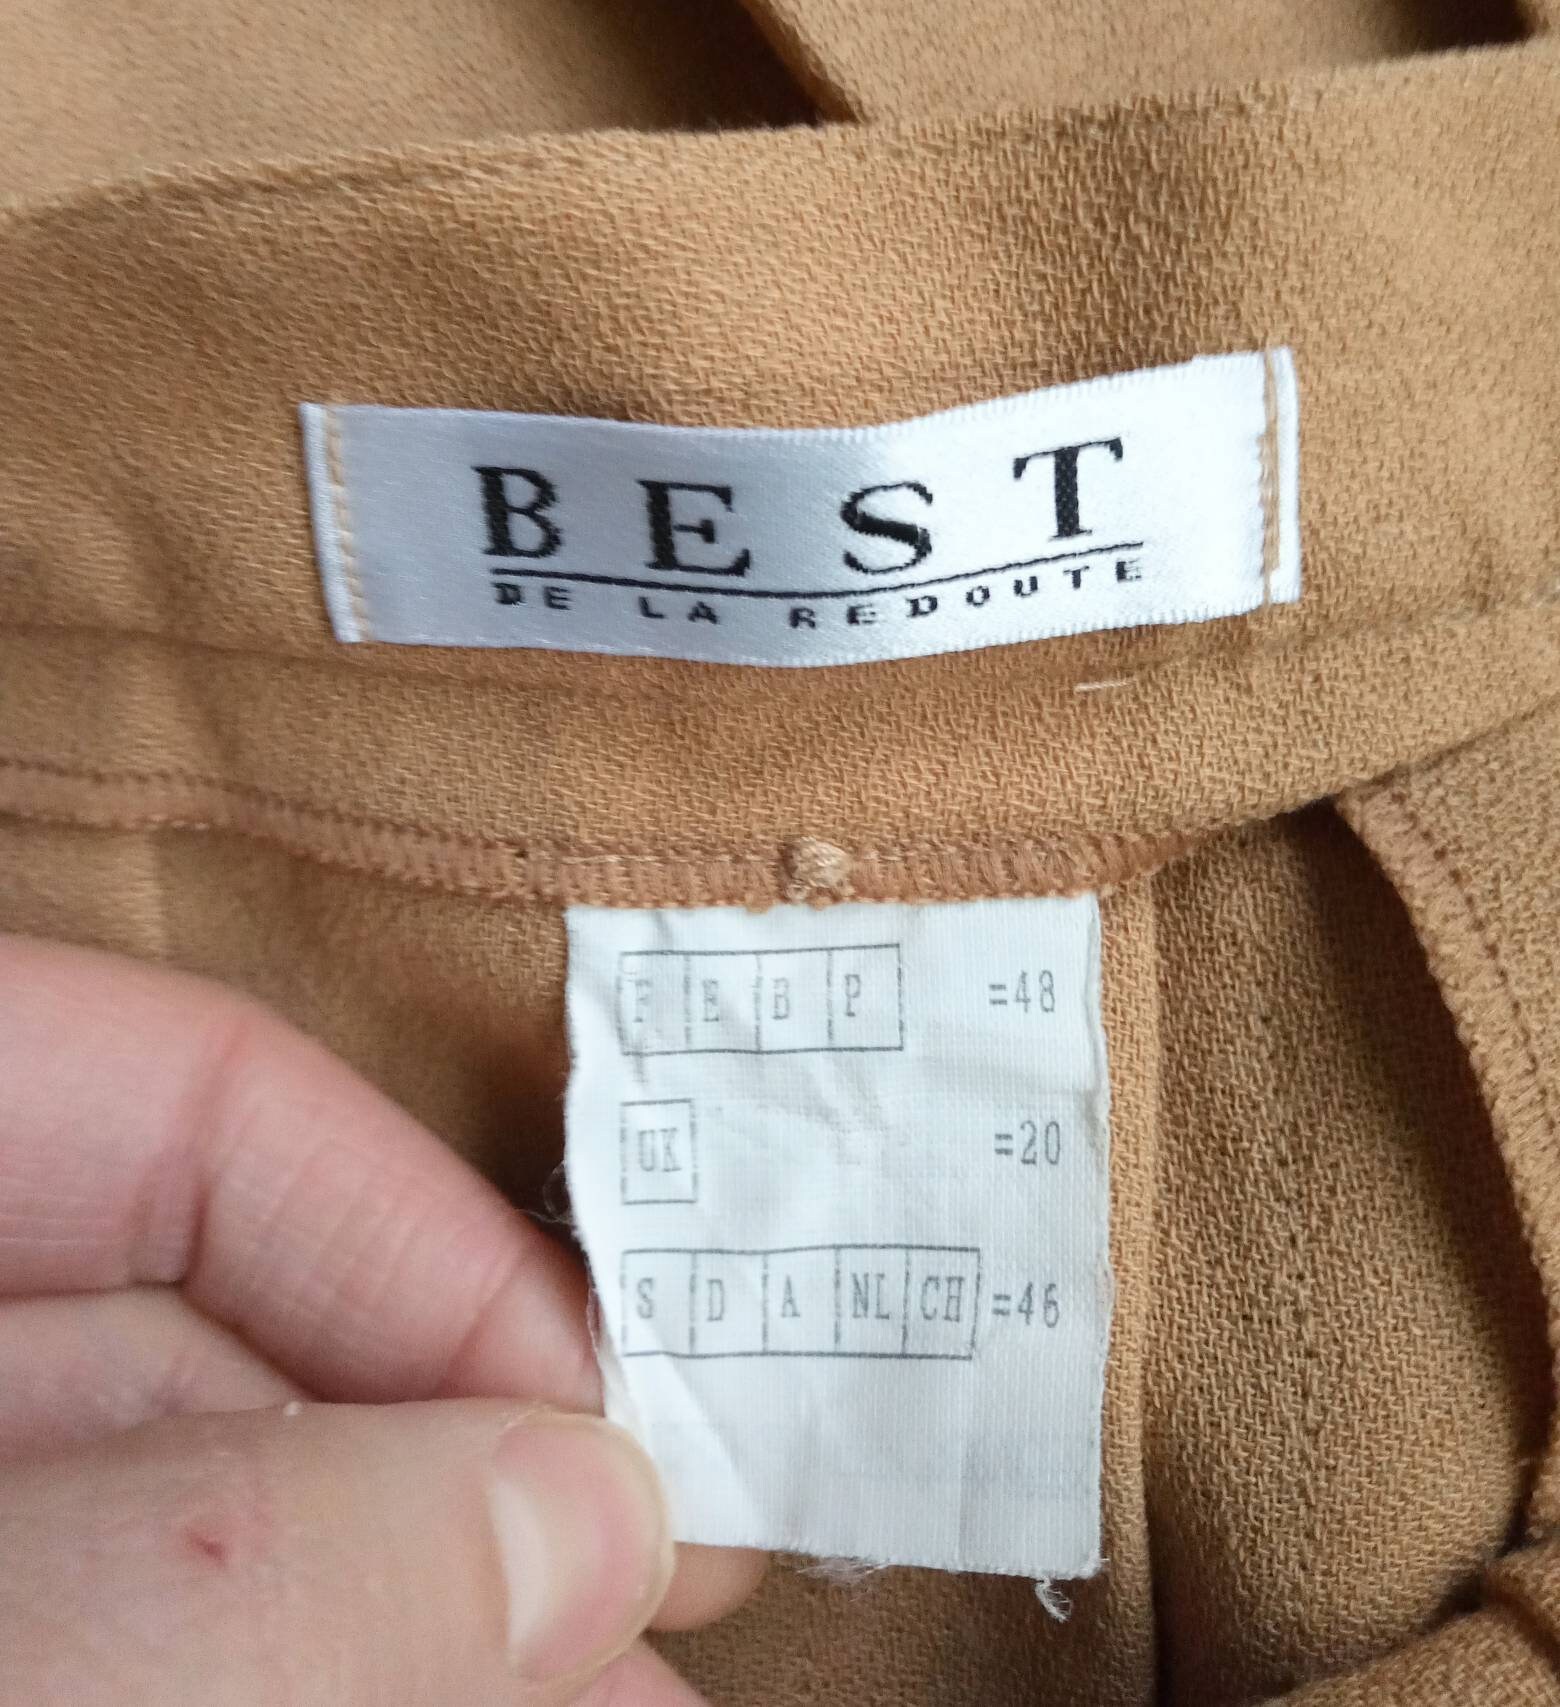 BEST
DE LA REDOUTE
F E B P =48
UK =20
S D A NL CH =46